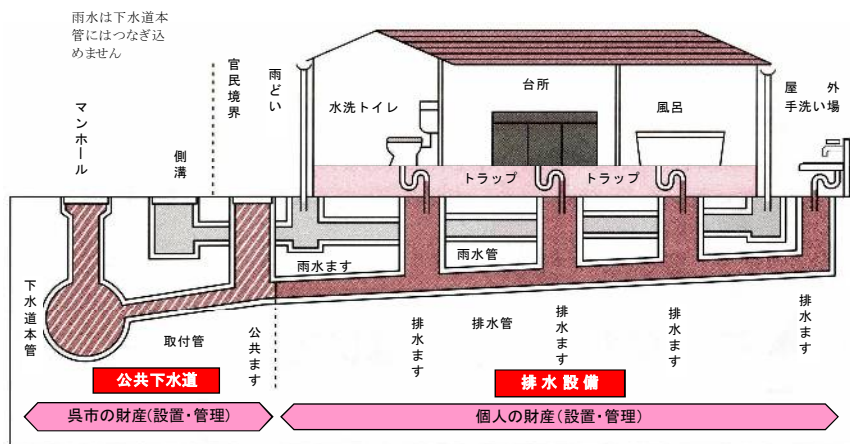 雨水は下水道本
管にはつなぎ込
めません
マンホール
側溝
官民境界
雨どい
水洗トイレ
台所
風呂
屋外
手洗い場
トラップ
トラップ
雨水ます
雨水管
下水道本管
取付管
公共ます
排水ます
排水管
排水ます
排水ます
排水ます
公共下水道
排水設備
呉市の財産(設置・管理)
個人の財産(設置・管理)